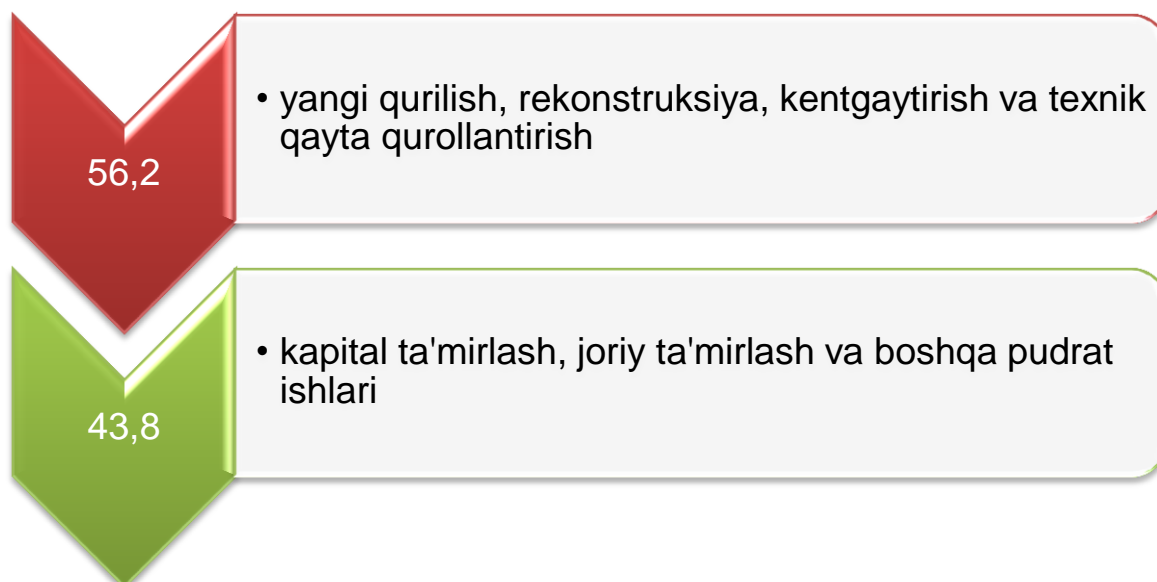 56,2
• yangi qurilish, rekonstruksiya, kentgaytirish va texnik
qayta qurollantirish
43,8
• kapital ta'mirlash, joriy ta'mirlash va boshqa pudrat
ishlari